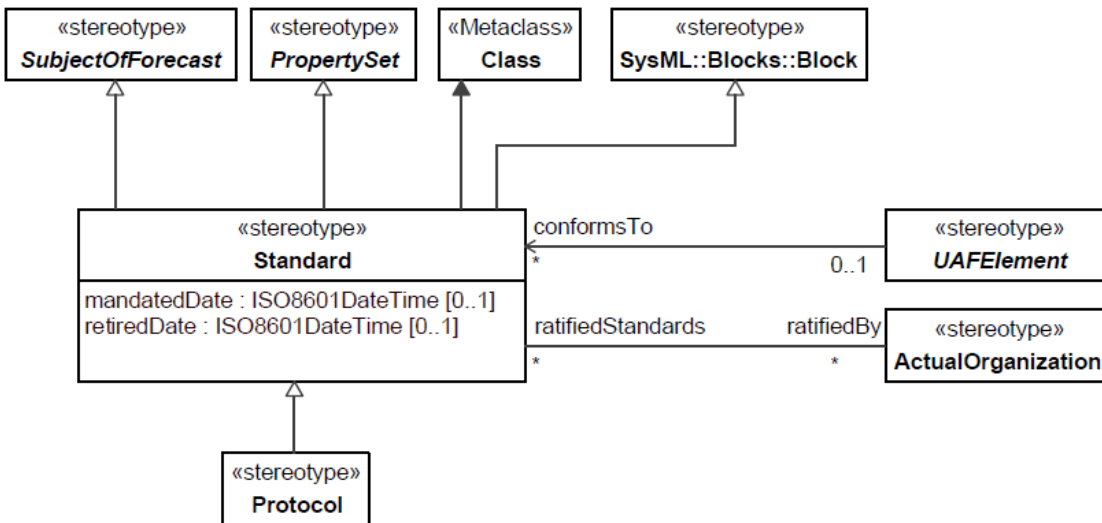 «stereotype»
SubjectOfForecast
«stereotype»
PropertySet
«Metaclass»
Class
«stereotype»
SysML::Blocks::Block
«stereotype»
Standard
mandatedDate : ISO8601DateTime [0..1]
retiredDate : ISO8601DateTime [0..1]
conformsTo
*
0..1
«stereotype»
UAFElement
ratifiedStandards
ratifiedBy
*
*
«stereotype»
ActualOrganization
«stereotype»
Protocol